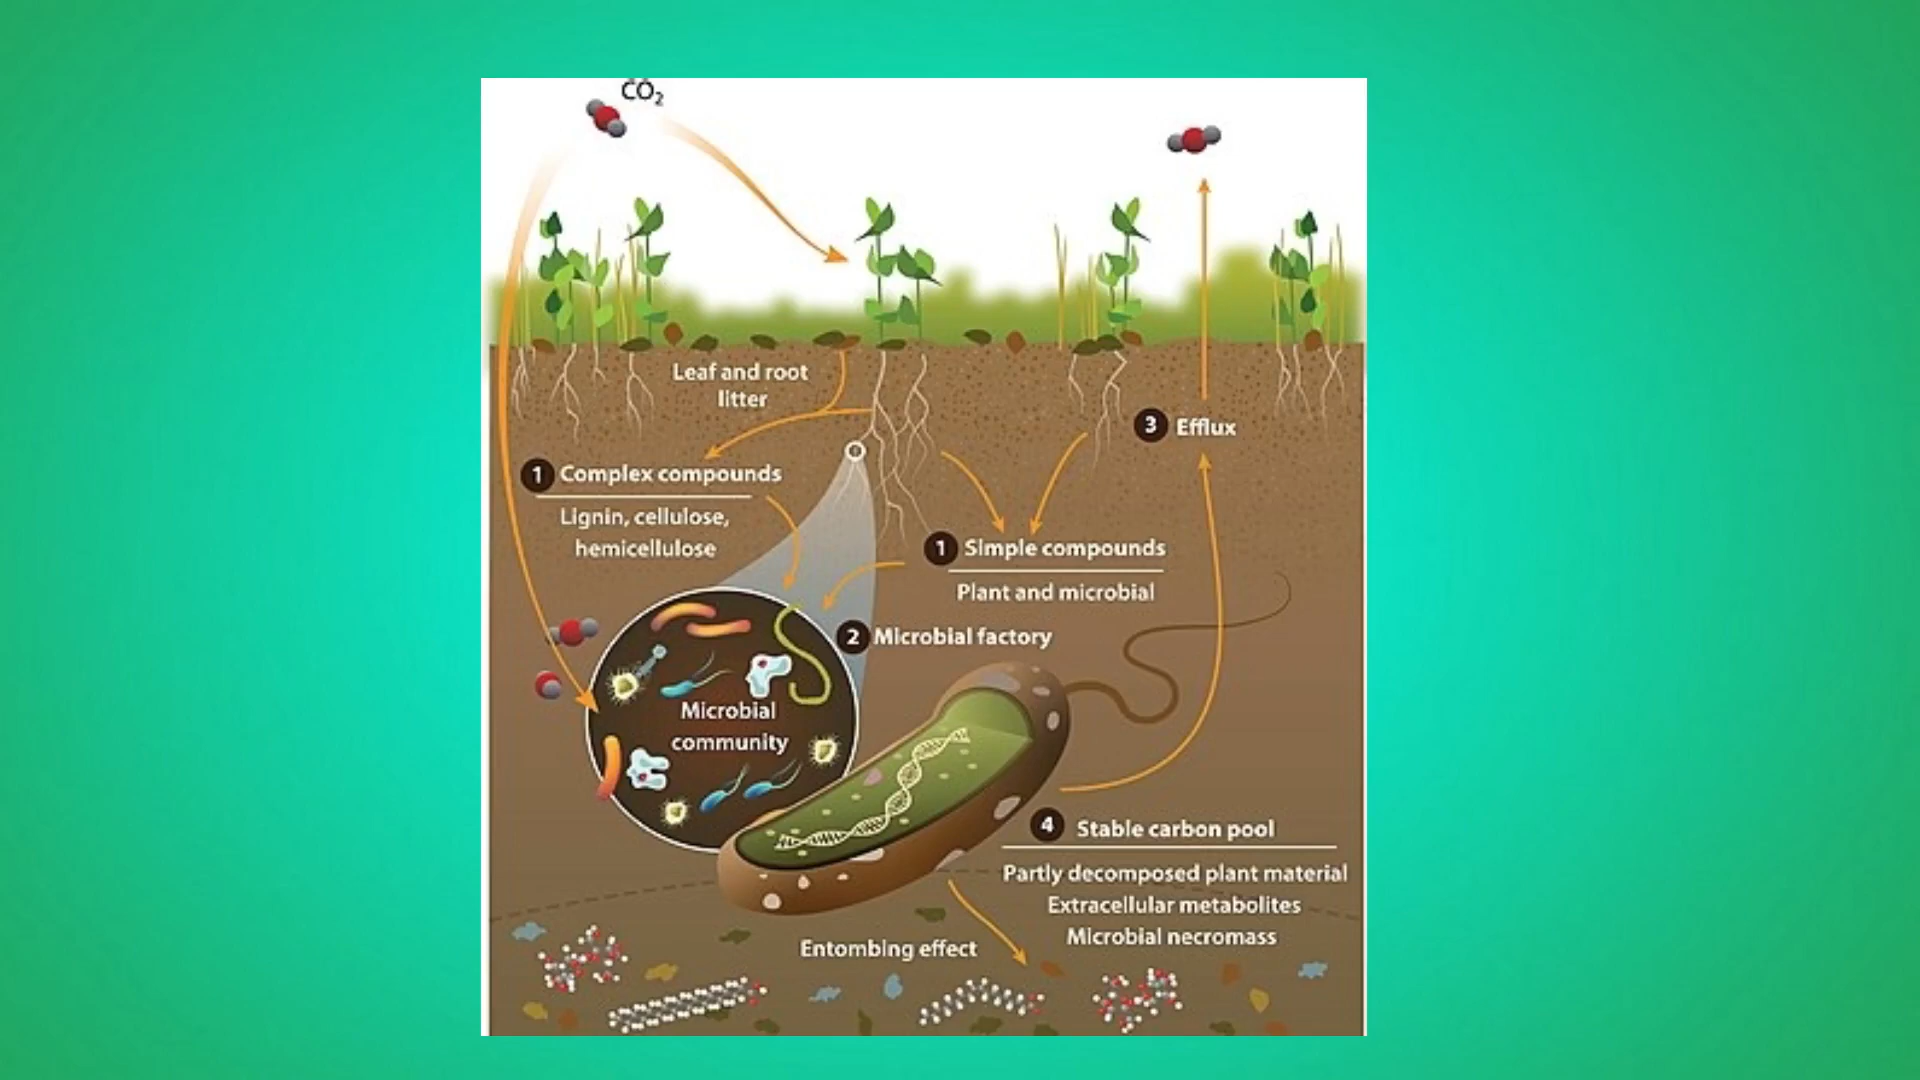 CO2
Leaf and root
litter
3 Efflux
1 Complex compounds
Lignin, cellulose,
hemicellulose
1 Simple compounds
Plant and microbial
2 Microbial factory
Microbial
community
4 Stable carbon pool
Partly decomposed plant material
Extracellular metabolites
Microbial necromass
Entombing effect